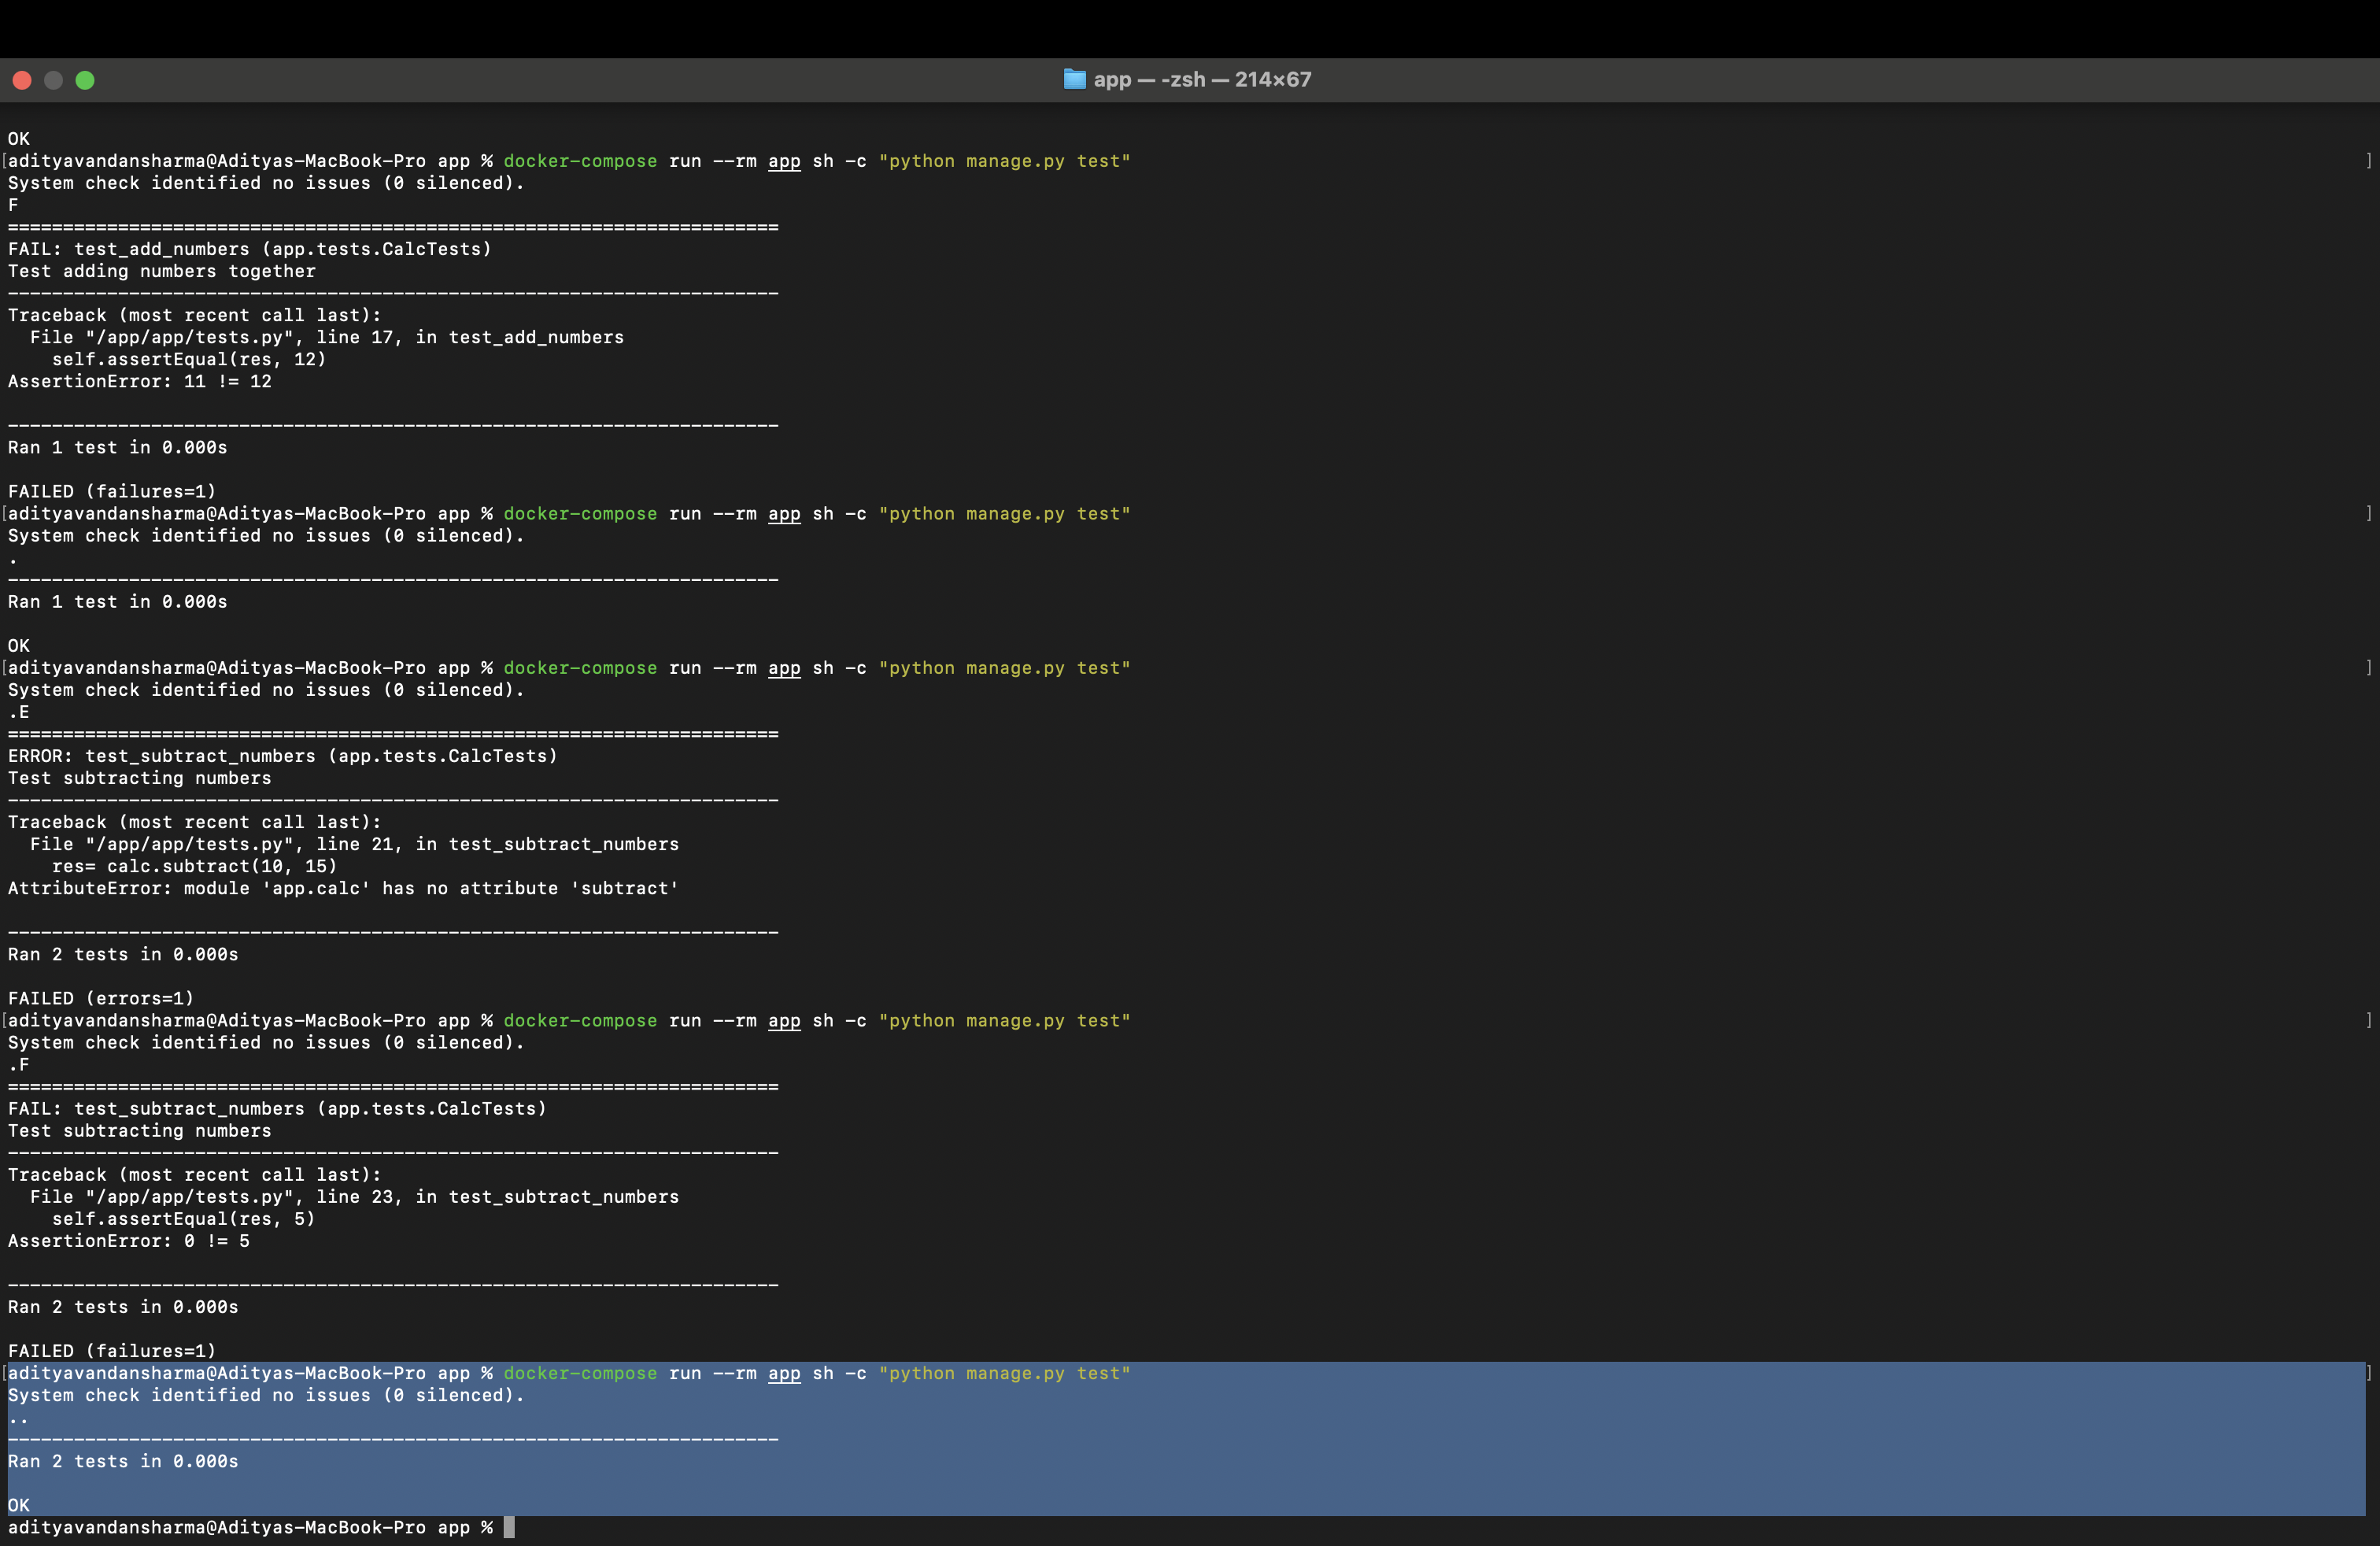 app — -zsh — 214×67
OK
[adityavandansharma@Adityas-MacBook-Pro app % docker-compose run --rm app sh -c "python manage.py test" ]
System check identified no issues (0 silenced).
F
======================================================================
FAIL: test_add_numbers (app.tests.CalcTests)
Test adding numbers together
----------------------------------------------------------------------
Traceback (most recent call last):
  File "/app/app/tests.py", line 17, in test_add_numbers
    self.assertEqual(res, 12)
AssertionError: 11 != 12
----------------------------------------------------------------------
Ran 1 test in 0.000s
FAILED (failures=1)
[adityavandansharma@Adityas-MacBook-Pro app % docker-compose run --rm app sh -c "python manage.py test" ]
System check identified no issues (0 silenced).
.
----------------------------------------------------------------------
Ran 1 test in 0.000s
OK
[adityavandansharma@Adityas-MacBook-Pro app % docker-compose run --rm app sh -c "python manage.py test" ]
System check identified no issues (0 silenced).
.E
======================================================================
ERROR: test_subtract_numbers (app.tests.CalcTests)
Test subtracting numbers
----------------------------------------------------------------------
Traceback (most recent call last):
  File "/app/app/tests.py", line 21, in test_subtract_numbers
    res= calc.subtract(10, 15)
AttributeError: module 'app.calc' has no attribute 'subtract'
----------------------------------------------------------------------
Ran 2 tests in 0.000s
FAILED (errors=1)
[adityavandansharma@Adityas-MacBook-Pro app % docker-compose run --rm app sh -c "python manage.py test" ]
System check identified no issues (0 silenced).
.F
======================================================================
FAIL: test_subtract_numbers (app.tests.CalcTests)
Test subtracting numbers
----------------------------------------------------------------------
Traceback (most recent call last):
  File "/app/app/tests.py", line 23, in test_subtract_numbers
    self.assertEqual(res, 5)
AssertionError: 0 != 5
----------------------------------------------------------------------
Ran 2 tests in 0.000s
FAILED (failures=1)
[adityavandansharma@Adityas-MacBook-Pro app % docker-compose run --rm app sh -c "python manage.py test" ]
System check identified no issues (0 silenced).
..
----------------------------------------------------------------------
Ran 2 tests in 0.000s
OK
adityavandansharma@Adityas-MacBook-Pro app %